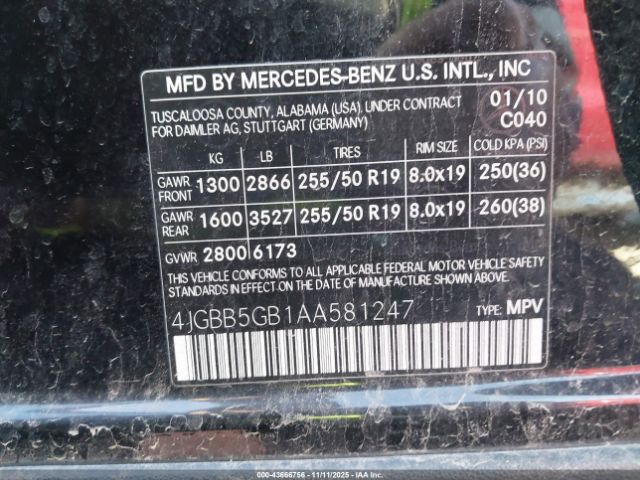 MFD BY MERCEDES-BENZ U.S. INTL., INC
TUSCALOOSA COUNTY, ALABAMA (USA). UNDER CONTRACT 01/10
FOR DAIMLER AG, STUTTGART (GERMANY) C040
KG LB TIRES RIM SIZE COLD KPA (PSI)
GAWR FRONT 1300 2866 255/50 R19 8.0x19 250(36)
GAWR REAR 1600 3527 255/50 R19 8.0x19 260(38)
GVWR 2800 6173
THIS VEHICLE CONFORMS TO ALL APPLICABLE FEDERAL MOTOR VEHICLE SAFETY
STANDARDS IN EFFECT ON THE DATE OF MANUFACTURE SHOWN ABOVE.
4JGBB5GB1AA581247 TYPE: MPV
000-43666756 - 11/11/2025 - IAAI.COM